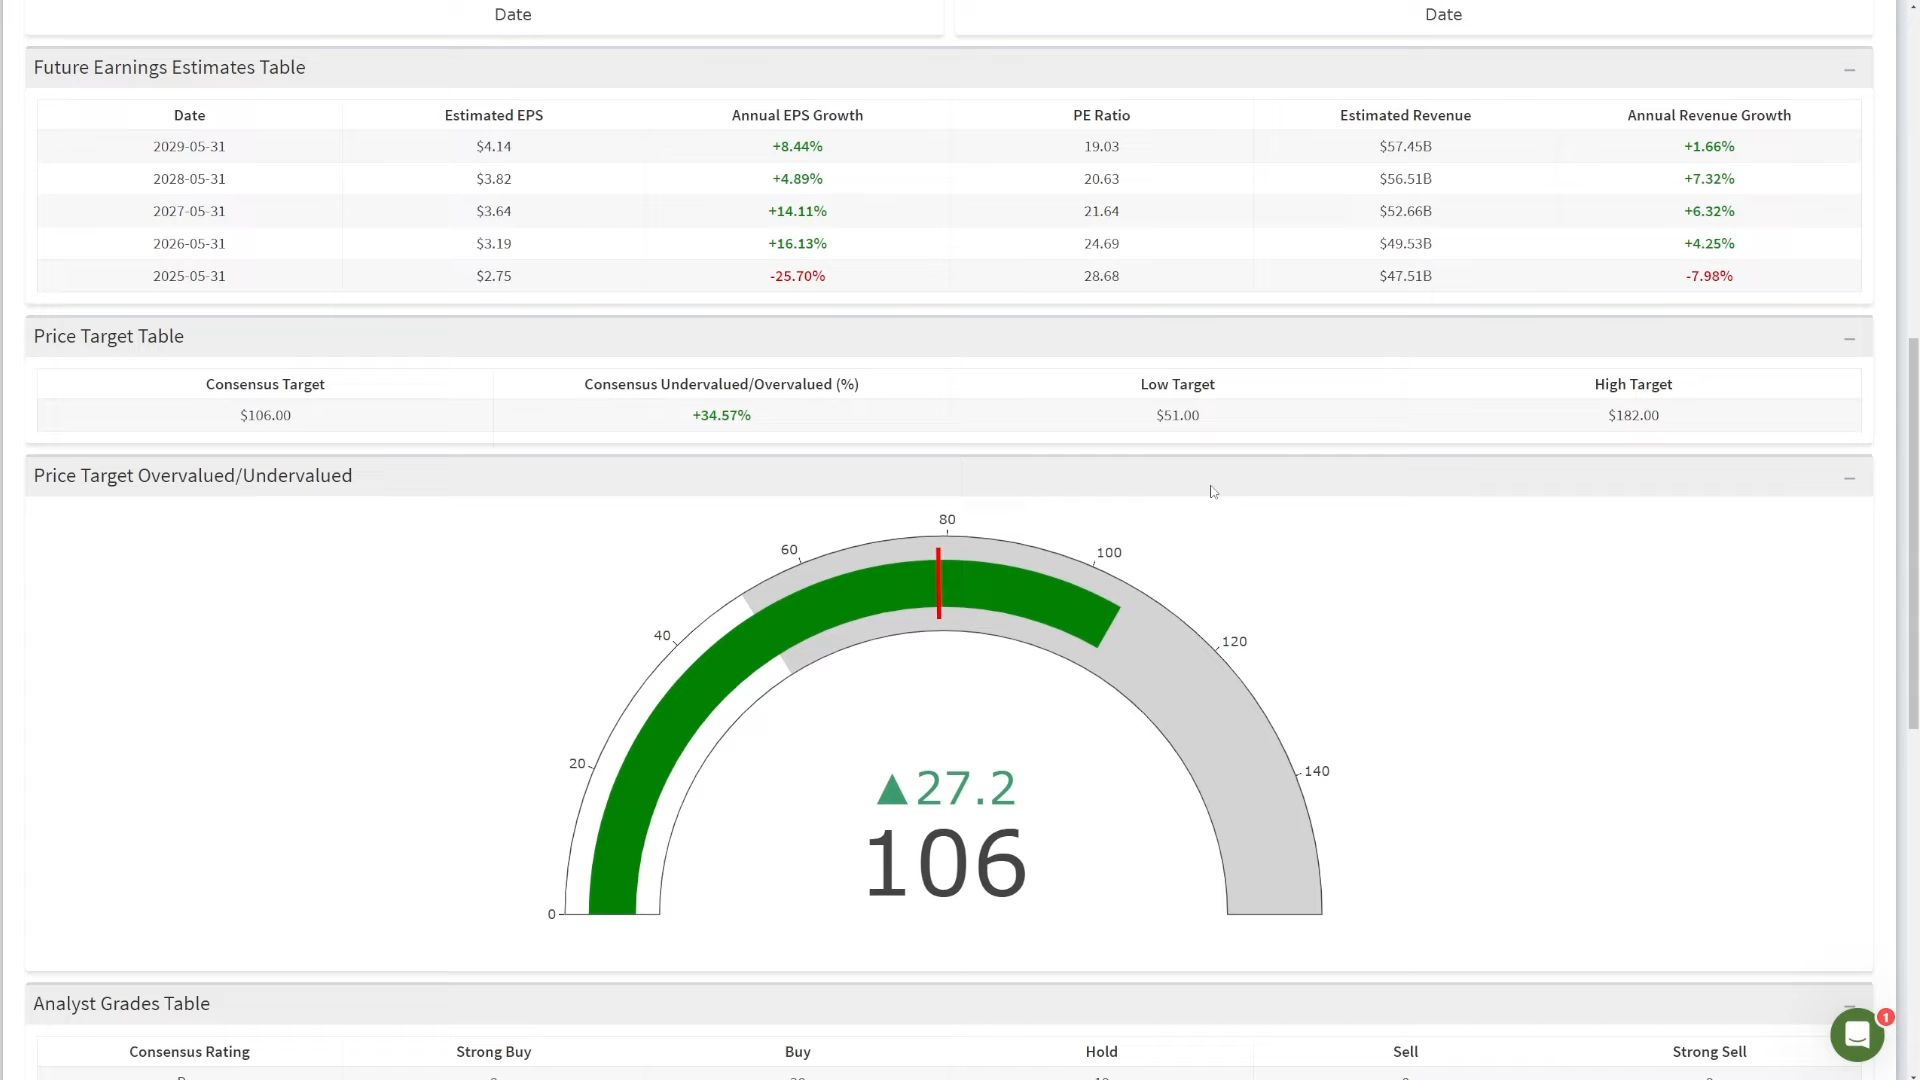 Date Date
Future Earnings Estimates Table
Date Estimated EPS Annual EPS Growth PE Ratio Estimated Revenue Annual Revenue Growth
2029-05-31 $4.14 +8.44% 19.03 $57.45B +1.66%
2028-05-31 $3.82 +4.89% 20.63 $56.51B +7.32%
2027-05-31 $3.64 +14.11% 21.64 $52.66B +6.32%
2026-05-31 $3.19 +16.13% 24.69 $49.53B +4.25%
2025-05-31 $2.75 -25.70% 28.68 $47.51B -7.98%
Price Target Table
Consensus Target Consensus Undervalued/Overvalued (%) Low Target High Target
$106.00 +34.57% $51.00 $182.00
Price Target Overvalued/Undervalued
80
60 100
40 120
20 140
▲27.2
106
0
Analyst Grades Table
1
Consensus Rating Strong Buy Buy Hold Sell Strong Sell